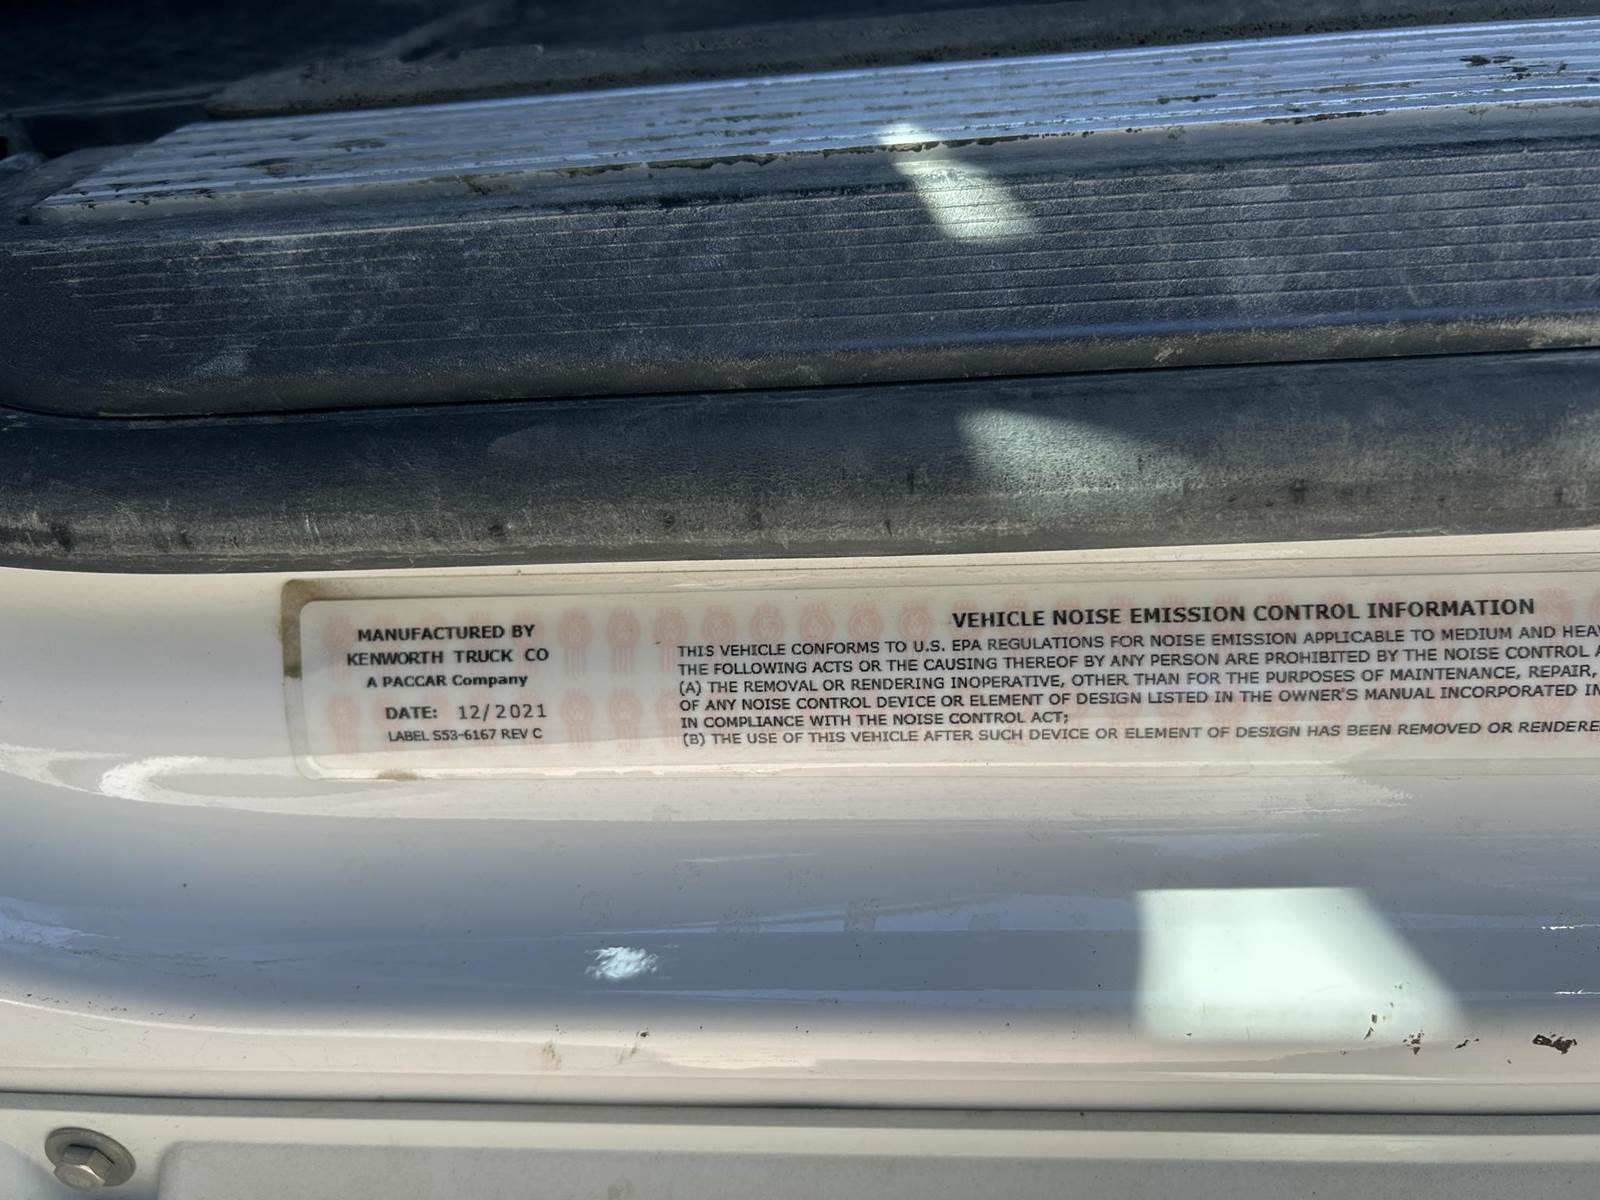 MANUFACTURED BY
KENWORTH TRUCK CO
A PACCAR Company
DATE: 12/2021
LABEL S53-6167 REV C
VEHICLE NOISE EMISSION CONTROL INFORMATION
THIS VEHICLE CONFORMS TO U.S. EPA REGULATIONS FOR NOISE EMISSION APPLICABLE TO MEDIUM AND HEA
THE FOLLOWING ACTS OR THE CAUSING THEREOF BY ANY PERSON ARE PROHIBITED BY THE NOISE CONTROL A
(A) THE REMOVAL OR RENDERING INOPERATIVE, OTHER THAN FOR THE PURPOSES OF MAINTENANCE, REPAIR,
OF ANY NOISE CONTROL DEVICE OR ELEMENT OF DESIGN LISTED IN THE OWNER'S MANUAL INCORPORATED IN
IN COMPLIANCE WITH THE NOISE CONTROL ACT;
(B) THE USE OF THIS VEHICLE AFTER SUCH DEVICE OR ELEMENT OF DESIGN HAS BEEN REMOVED OR RENDERE